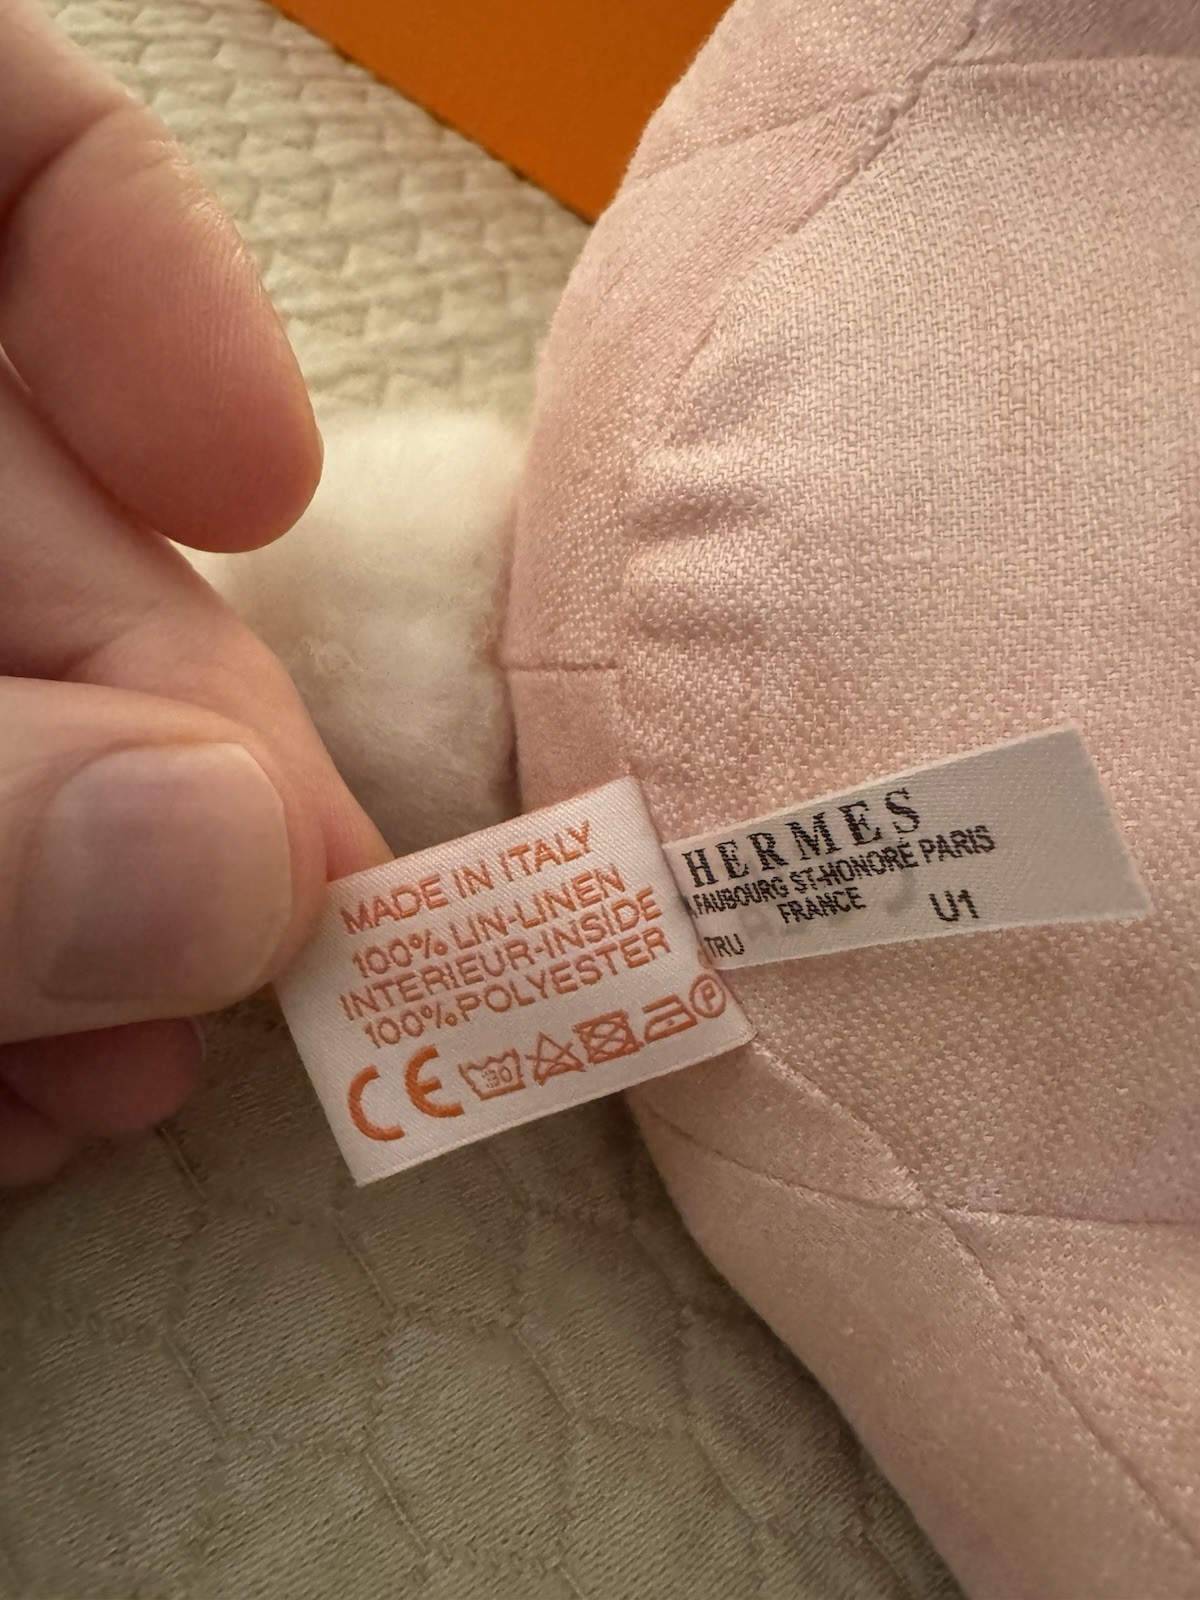 MADE IN ITALY
100% LIN-LINEN
INTERIEUR-INSIDE
100%POLYESTER
CE 30 P
HERMES
FAUBOURG ST-HONORÉ PARIS
FRANCE
TRU U1